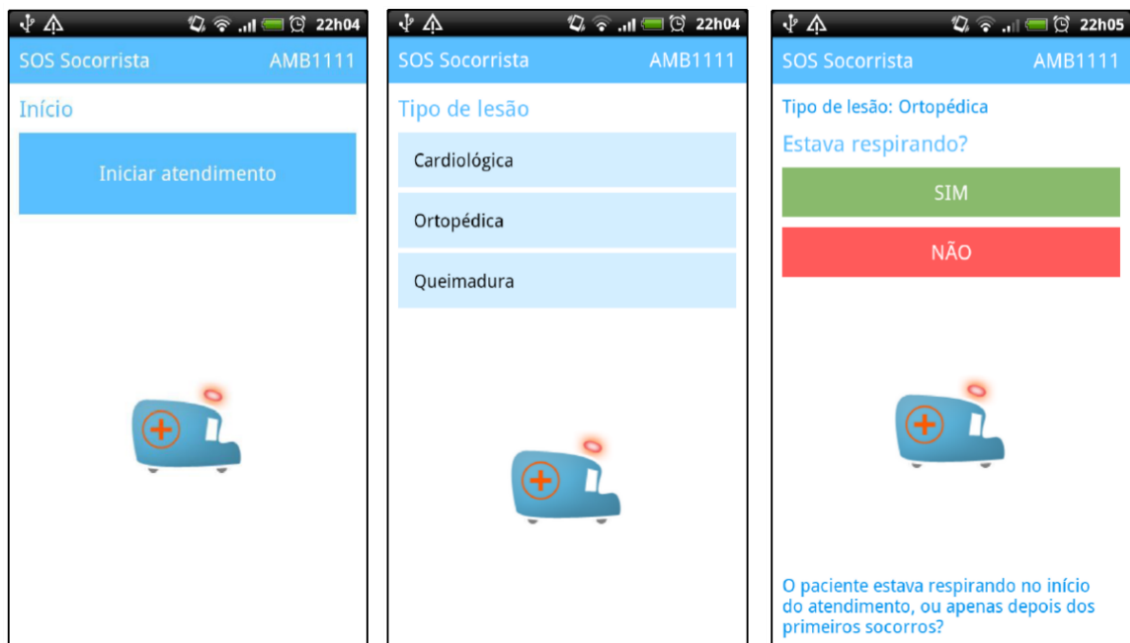 22h04
SOS Socorrista AMB1111
Início
Iniciar atendimento
22h04
SOS Socorrista AMB1111
Tipo de lesão
Cardiológica
Ortopédica
Queimadura
22h05
SOS Socorrista AMB1111
Tipo de lesão: Ortopédica
Estava respirando?
SIM
NÃO
O paciente estava respirando no início
do atendimento, ou apenas depois dos
primeiros socorros?